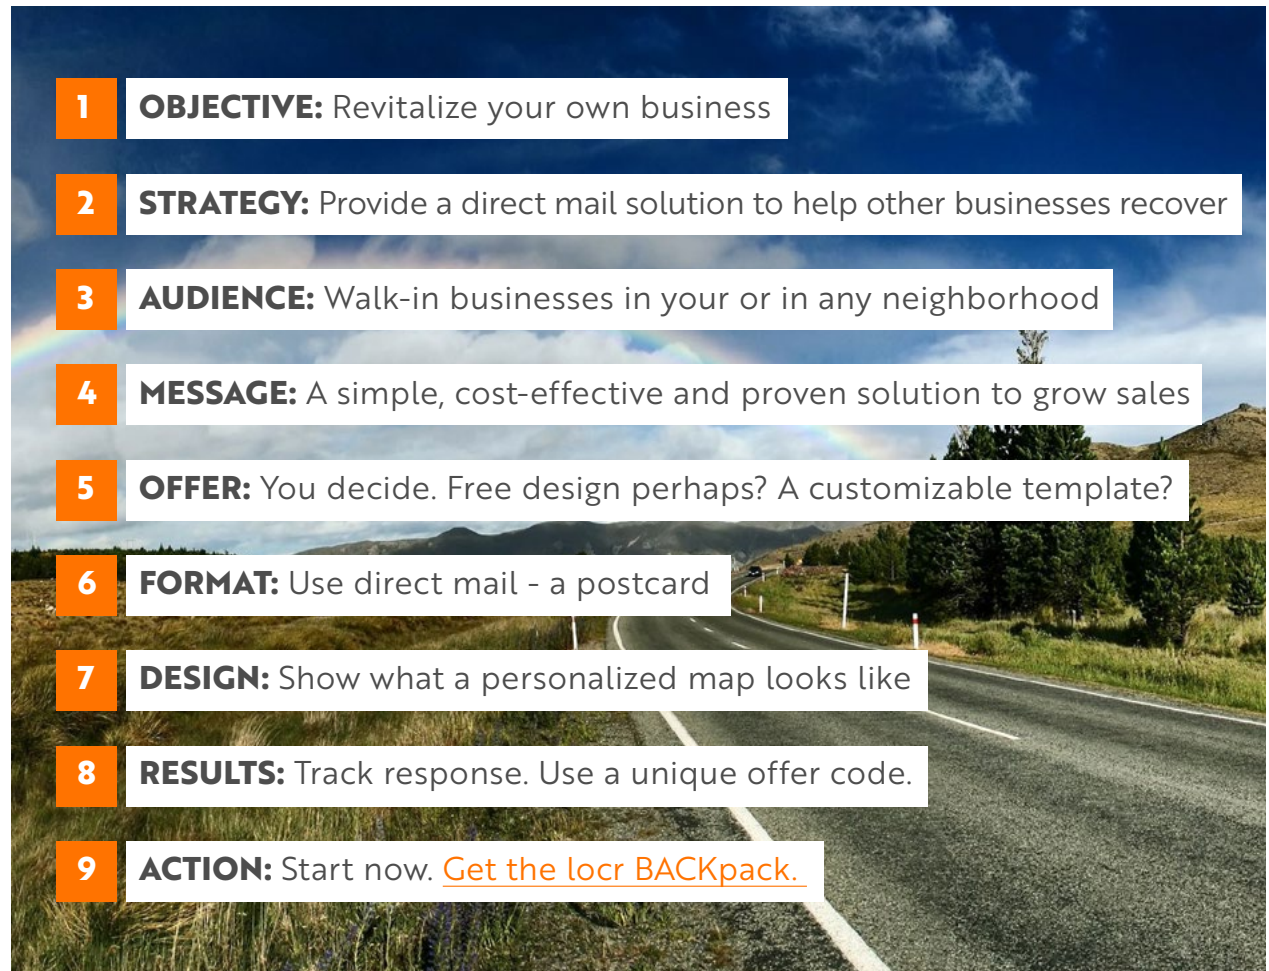 1 OBJECTIVE: Revitalize your own business
2 STRATEGY: Provide a direct mail solution to help other businesses recover
3 AUDIENCE: Walk-in businesses in your or in any neighborhood
4 MESSAGE: A simple, cost-effective and proven solution to grow sales
5 OFFER: You decide. Free design perhaps? A customizable template?
6 FORMAT: Use direct mail - a postcard
7 DESIGN: Show what a personalized map looks like
8 RESULTS: Track response. Use a unique offer code.
9 ACTION: Start now. Get the locr BACKpack.